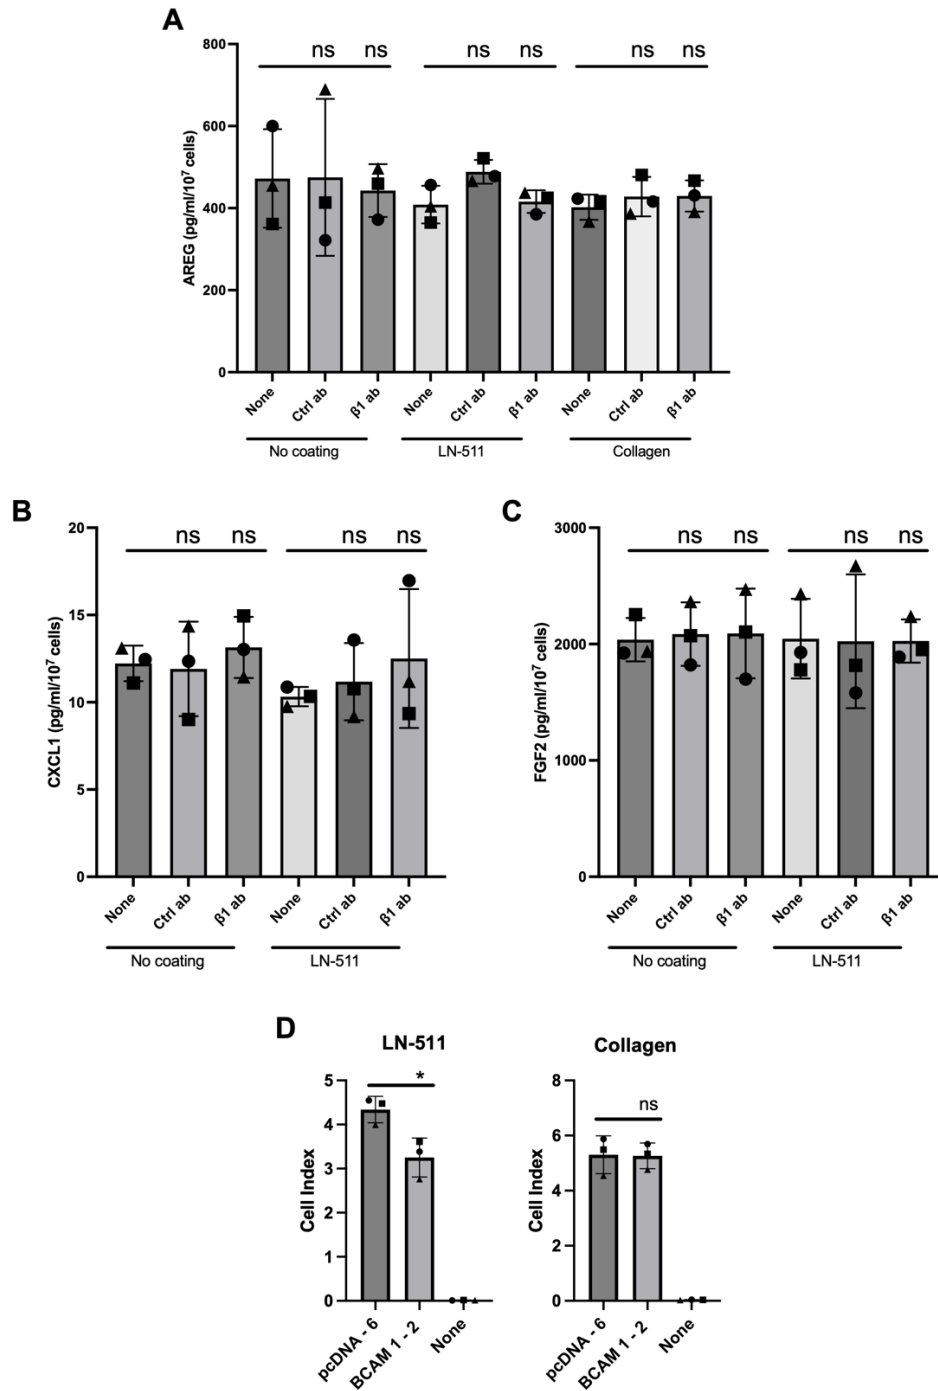 A
800
600
400
200
0
AREG (pg/ml/10⁷ cells)
ns ns ns ns ns ns
None Ctrl ab β1 ab None Ctrl ab β1 ab None Ctrl ab β1 ab
No coating LN-511 Collagen
B
20
15
10
5
0
CXCL1 (pg/ml/10⁷ cells)
ns ns ns ns
None Ctrl ab β1 ab None Ctrl ab β1 ab
No coating LN-511
C
3000
2000
1000
0
FGF2 (pg/ml/10⁷ cells)
ns ns ns ns
None Ctrl ab β1 ab None Ctrl ab β1 ab
No coating LN-511
D
LN-511
5
4
3
2
1
0
Cell Index
*
pcDNA - 6 BCAM 1 - 2 None
Collagen
8
6
4
2
0
Cell Index
ns
pcDNA - 6 BCAM 1 - 2 None